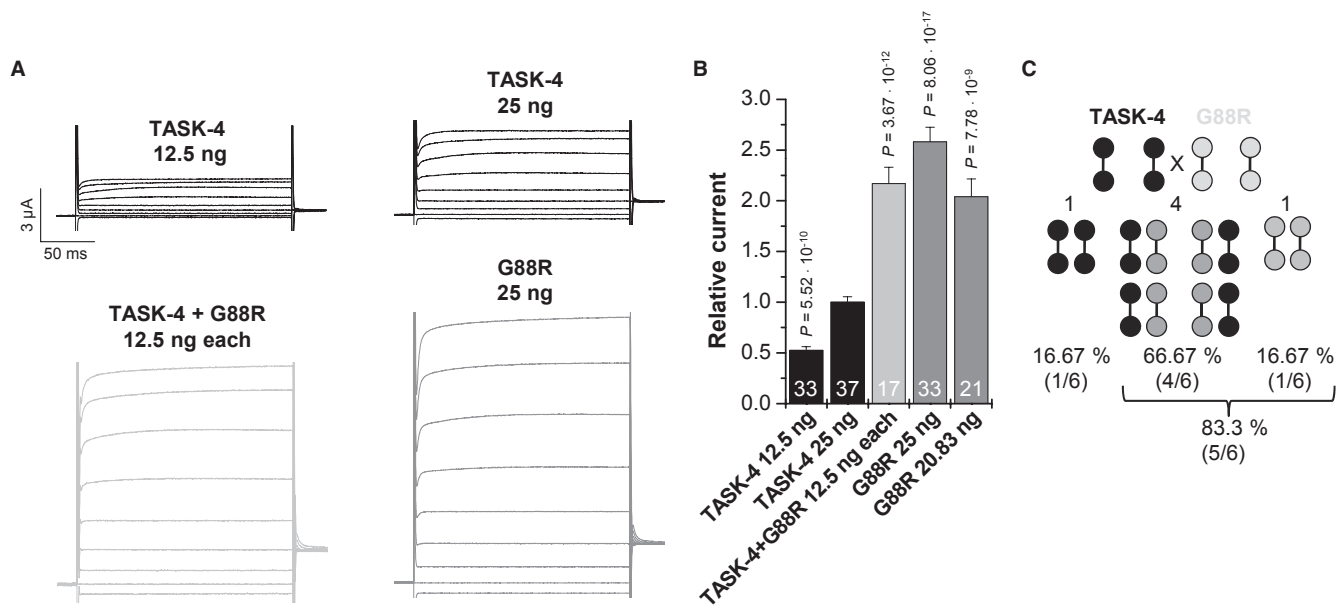 A
TASK-4
12.5 ng
TASK-4
25 ng
3 µA
50 ms
TASK-4 + G88R
12.5 ng each
G88R
25 ng
B
Relative current
3.0
2.5
2.0
1.5
1.0
0.5
0.0
P = 5.52 · 10-10
P = 3.67 · 10-12
P = 8.06 · 10-17
P = 7.78 · 10-9
33
37
17
33
21
TASK-4 12.5 ng
TASK-4 25 ng
TASK-4+G88R 12.5 ng each
G88R 25 ng
G88R 20.83 ng
C
TASK-4 G88R
X
1 4 1
16.67 % 66.67 % 16.67 %
(1/6) (4/6) (1/6)
83.3 %
(5/6)